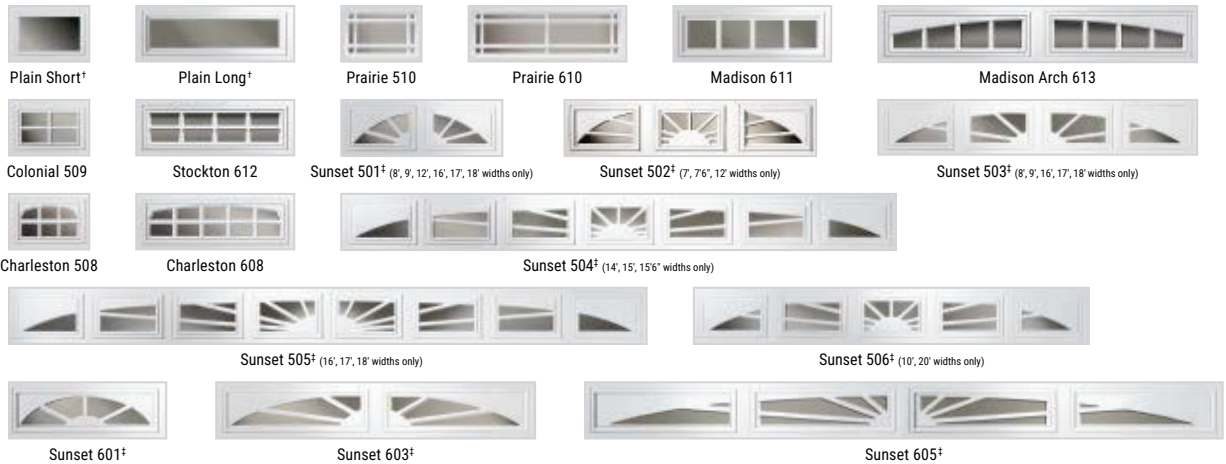 Plain Short†
Plain Long†
Prairie 510
Prairie 610
Madison 611
Madison Arch 613
Colonial 509
Stockton 612
Sunset 501‡ (8', 9', 12', 16', 17', 18' widths only)
Sunset 502‡ (7', 7'6", 12' widths only)
Sunset 503‡ (8', 9', 16', 17', 18' widths only)
Charleston 508
Charleston 608
Sunset 504‡ (14', 15', 15'6" widths only)
Sunset 505‡ (16', 17', 18' widths only)
Sunset 506‡ (10', 20' widths only)
Sunset 601‡
Sunset 603‡
Sunset 605‡